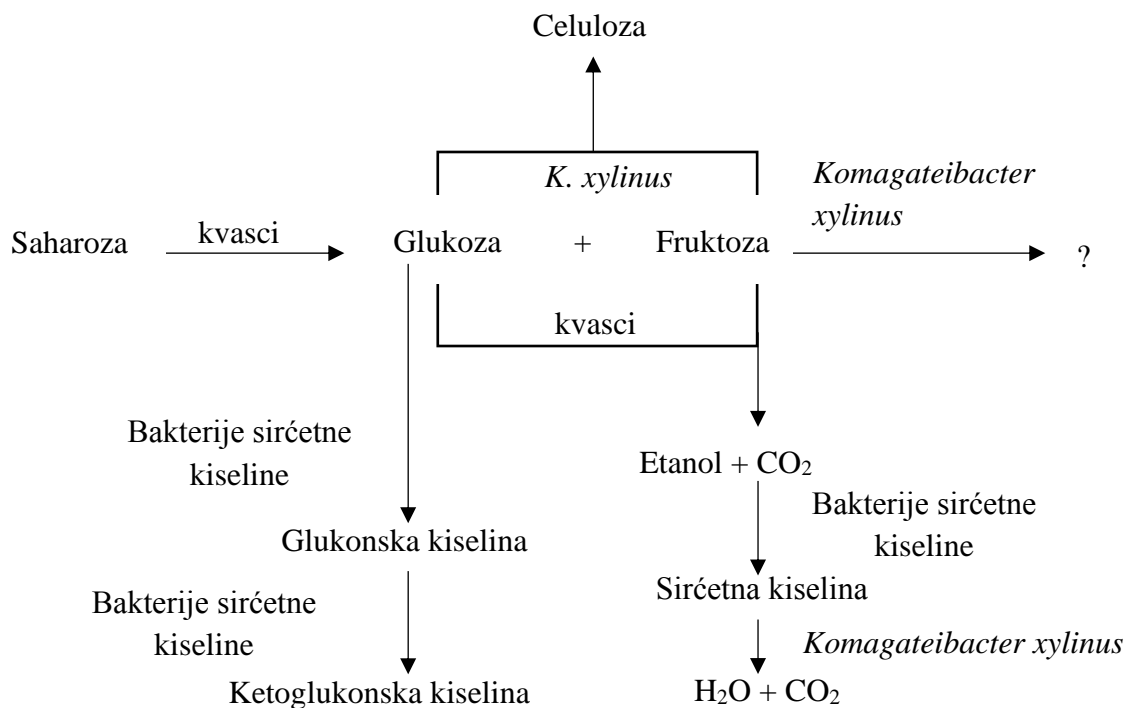 Celuloza
K. xylinus
Komagateibacter
xylinus
Saharoza
kvasci
Glukoza
+
Fruktoza
?
kvasci
Bakterije sirćetne
kiseline
Etanol + CO₂
Bakterije sirćetne
kiseline
Glukonska kiselina
Sirćetna kiselina
Bakterije sirćetne
kiseline
Komagateibacter xylinus
Ketoglukonska kiselina
H₂O + CO₂